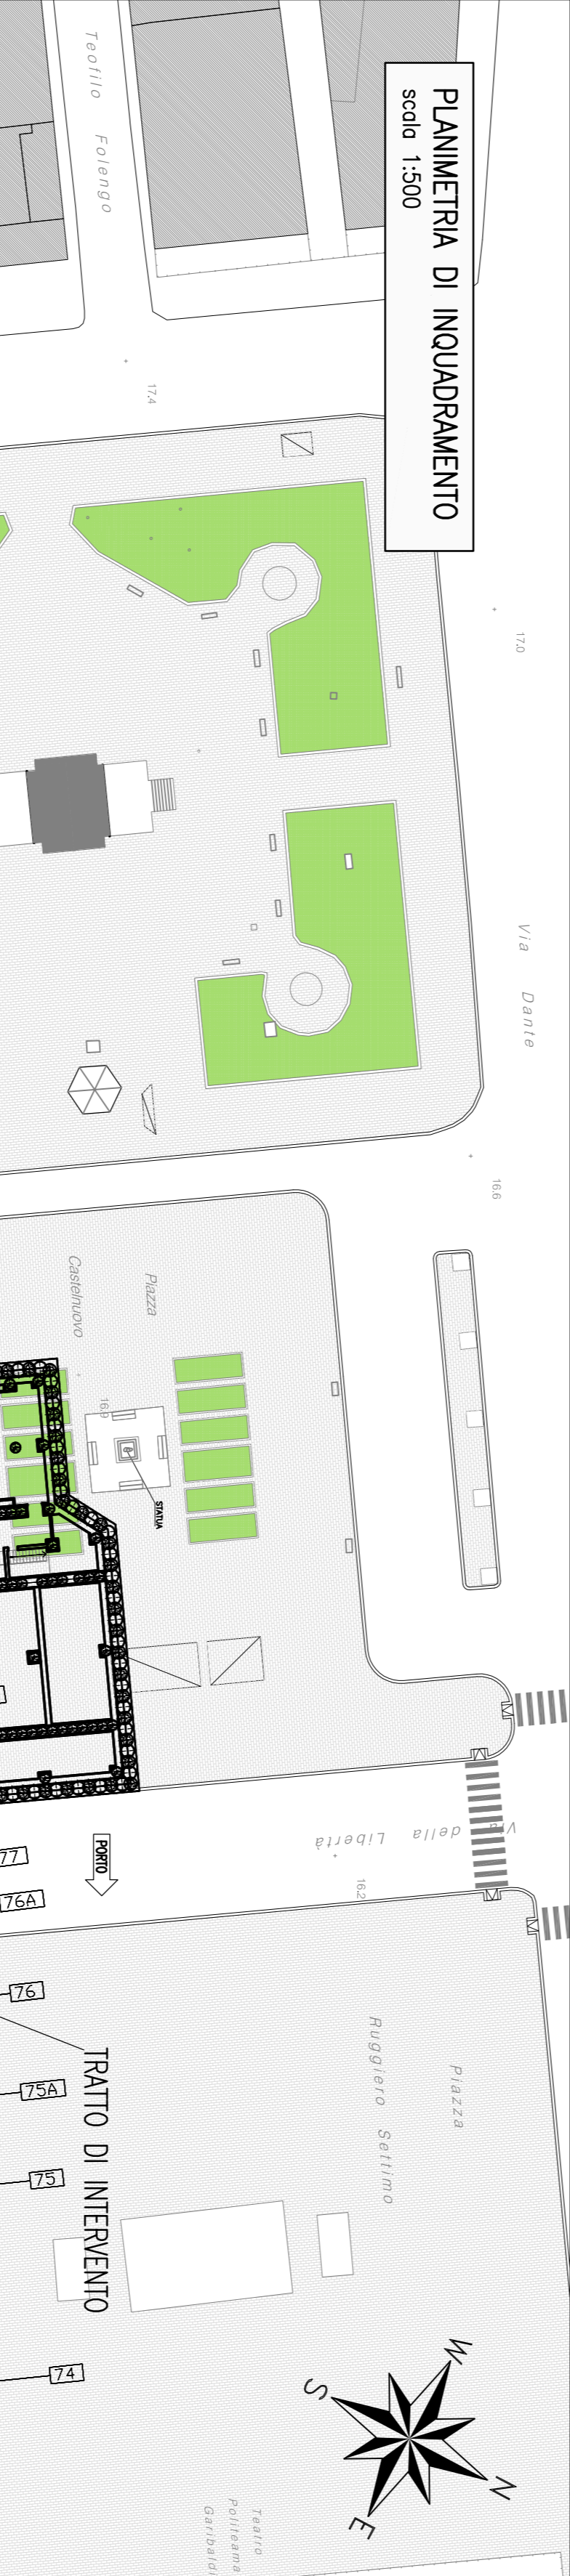 PLANIMETRIA DI INQUADRAMENTO
scala 1:500
Teofilo Folengo
17.4
17.0
Via Dante
16.6
Piazza
Castelnuovo
16.9
STATUA
Via della Libertà
16.2
PORTO
77
76A
76
75A
75
74
TRATTO DI INTERVENTO
Piazza
Ruggiero Settimo
W
N
S
E
Teatro
Politeama
Garibaldi